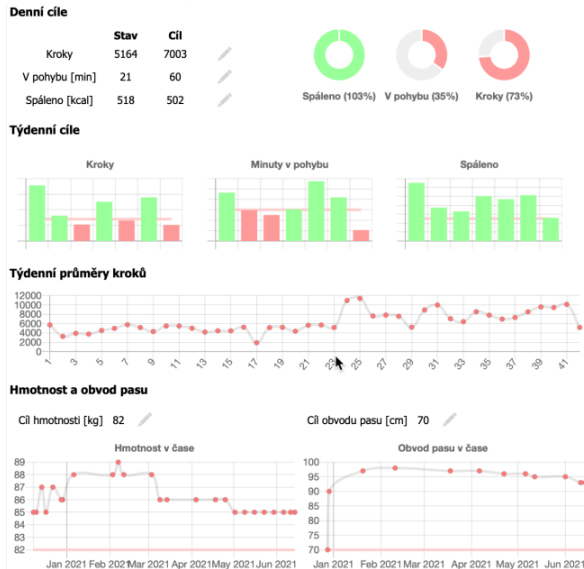 Denní cíle
Stav Cíl
Kroky 5164 7003
V pohybu [min] 21 60
Spáleno [kcal] 518 502
Spáleno (103%) V pohybu (35%) Kroky (73%)
Týdenní cíle
Kroky Minuty v pohybu Spáleno
Týdenní průměry kroků
12000
10000
8000
6000
4000
2000
0
1 3 5 7 9 11 13 15 17 19 21 23 25 27 29 31 33 35 37 39 41
Hmotnost a obvod pasu
Cíl hmotnosti [kg] 82 Cíl obvodu pasu [cm] 70
Hmotnost v čase
89
88
87
86
85
84
83
82
Jan 2021 Feb 2021 Mar 2021 Apr 2021 May 2021 Jun 2021
Obvod pasu v čase
100
95
90
85
80
75
70
Jan 2021 Feb 2021 Mar 2021 Apr 2021 May 2021 Jun 2021